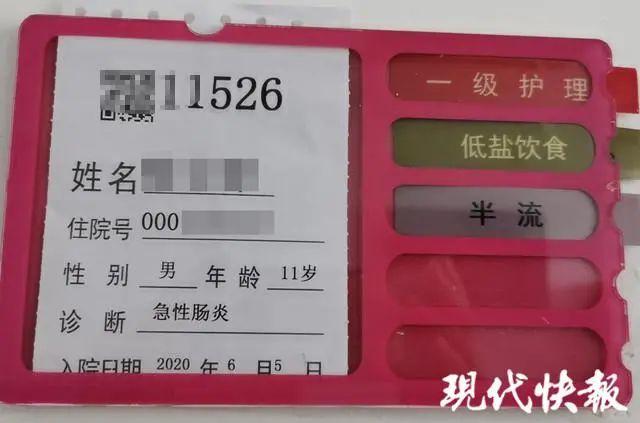 11526
姓名
住院号 000
性别 男 年龄 11岁
诊断 急性肠炎
入院日期 2020 年 6 月 5 日
一级护理
低盐饮食
半流
現代快報